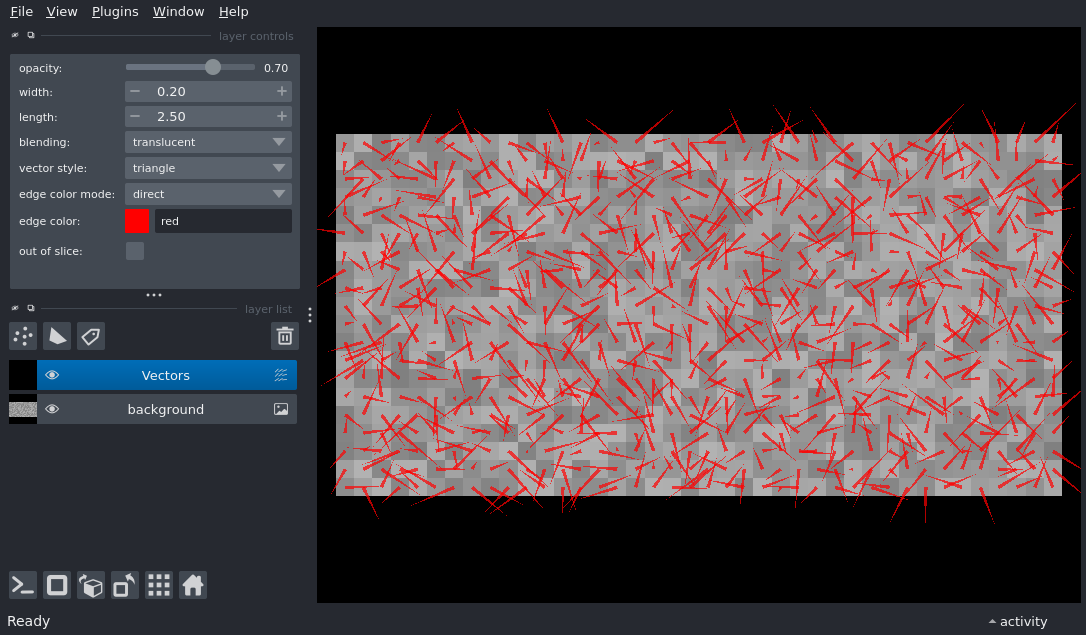 File View Plugins Window Help
layer controls
opacity: 0.70
width: − 0.20 +
length: − 2.50 +
blending: translucent
vector style: triangle
edge color mode: direct
edge color: red
out of slice:
layer list
Vectors
background
Ready
activity